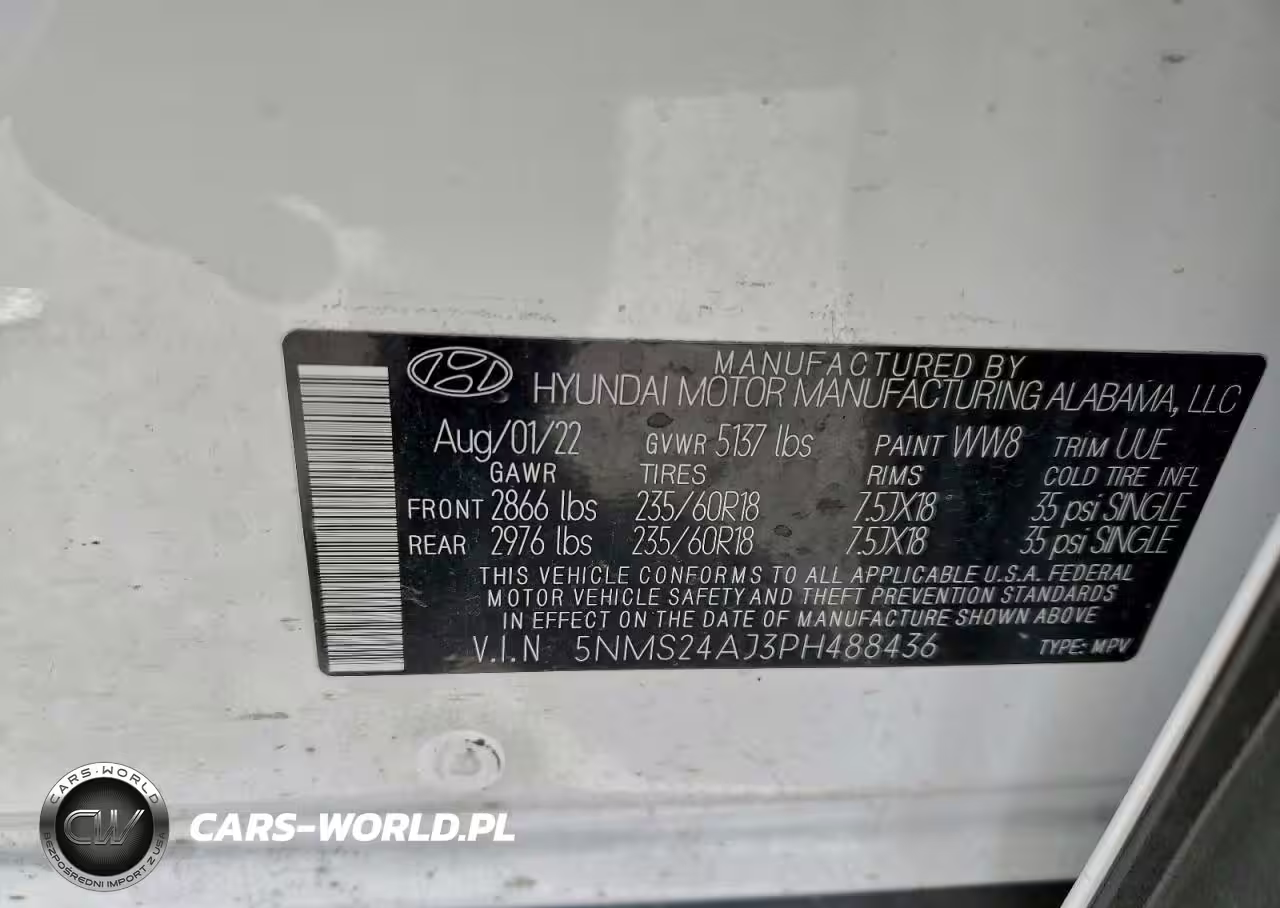 MANUFACTURED BY
HYUNDAI MOTOR MANUFACTURING ALABAMA, LLC
Aug/01/22 GVWR 5137 lbs PAINT WW8 TRIM UUE
GAWR TIRES RIMS COLD TIRE INFL
FRONT 2866 lbs 235/60R18 7.5JX18 35 psi SINGLE
REAR 2976 lbs 235/60R18 7.5JX18 35 psi SINGLE
THIS VEHICLE CONFORMS TO ALL APPLICABLE U.S.A. FEDERAL
MOTOR VEHICLE SAFETY AND THEFT PREVENTION STANDARDS
IN EFFECT ON THE DATE OF MANUFACTURE SHOWN ABOVE
V.I.N 5NMS24AJ3PH488436 TYPE: MPV
CARS-WORLD
CW
BEZPOŚREDNI IMPORT Z USA
CARS-WORLD.PL